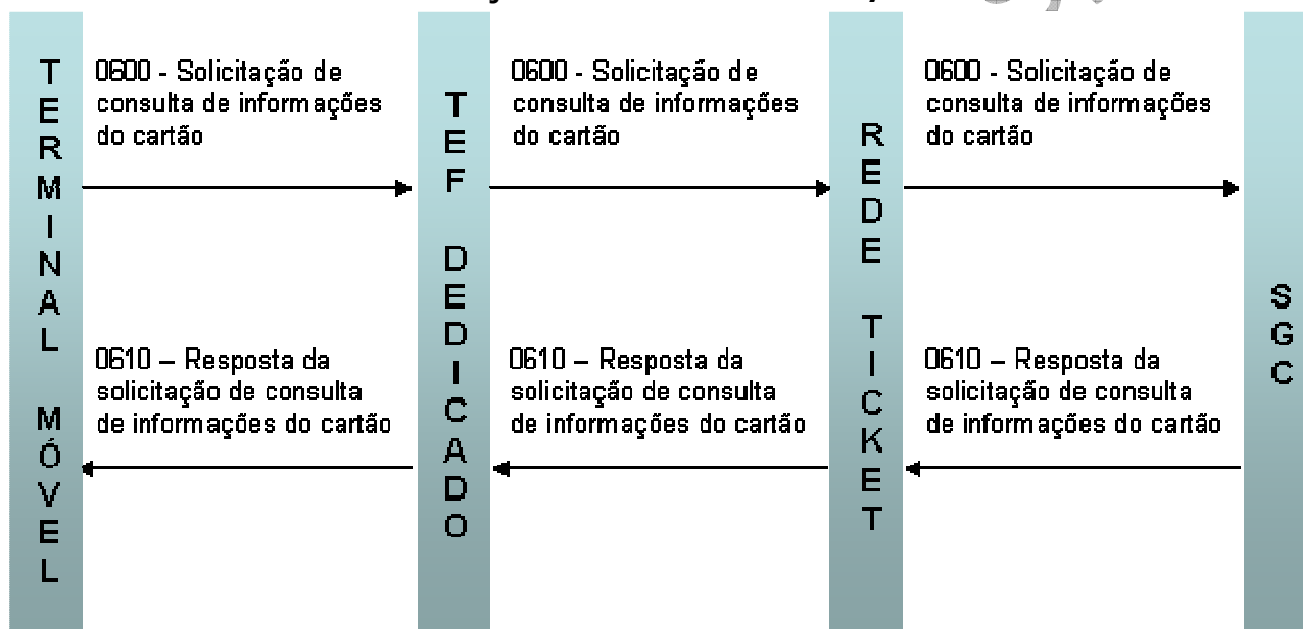 TERMINAL MÓVEL
0600 - Solicitação de
consulta de informações
do cartão
TEF DEDICADO
0600 - Solicitação de
consulta de informações
do cartão
REDE TICKET
0600 - Solicitação de
consulta de informações
do cartão
SGC
0610 – Resposta da
solicitação de consulta
de informações do cartão
0610 – Resposta da
solicitação de consulta
de informações do cartão
0610 – Resposta da
solicitação de consulta
de informações do cartão